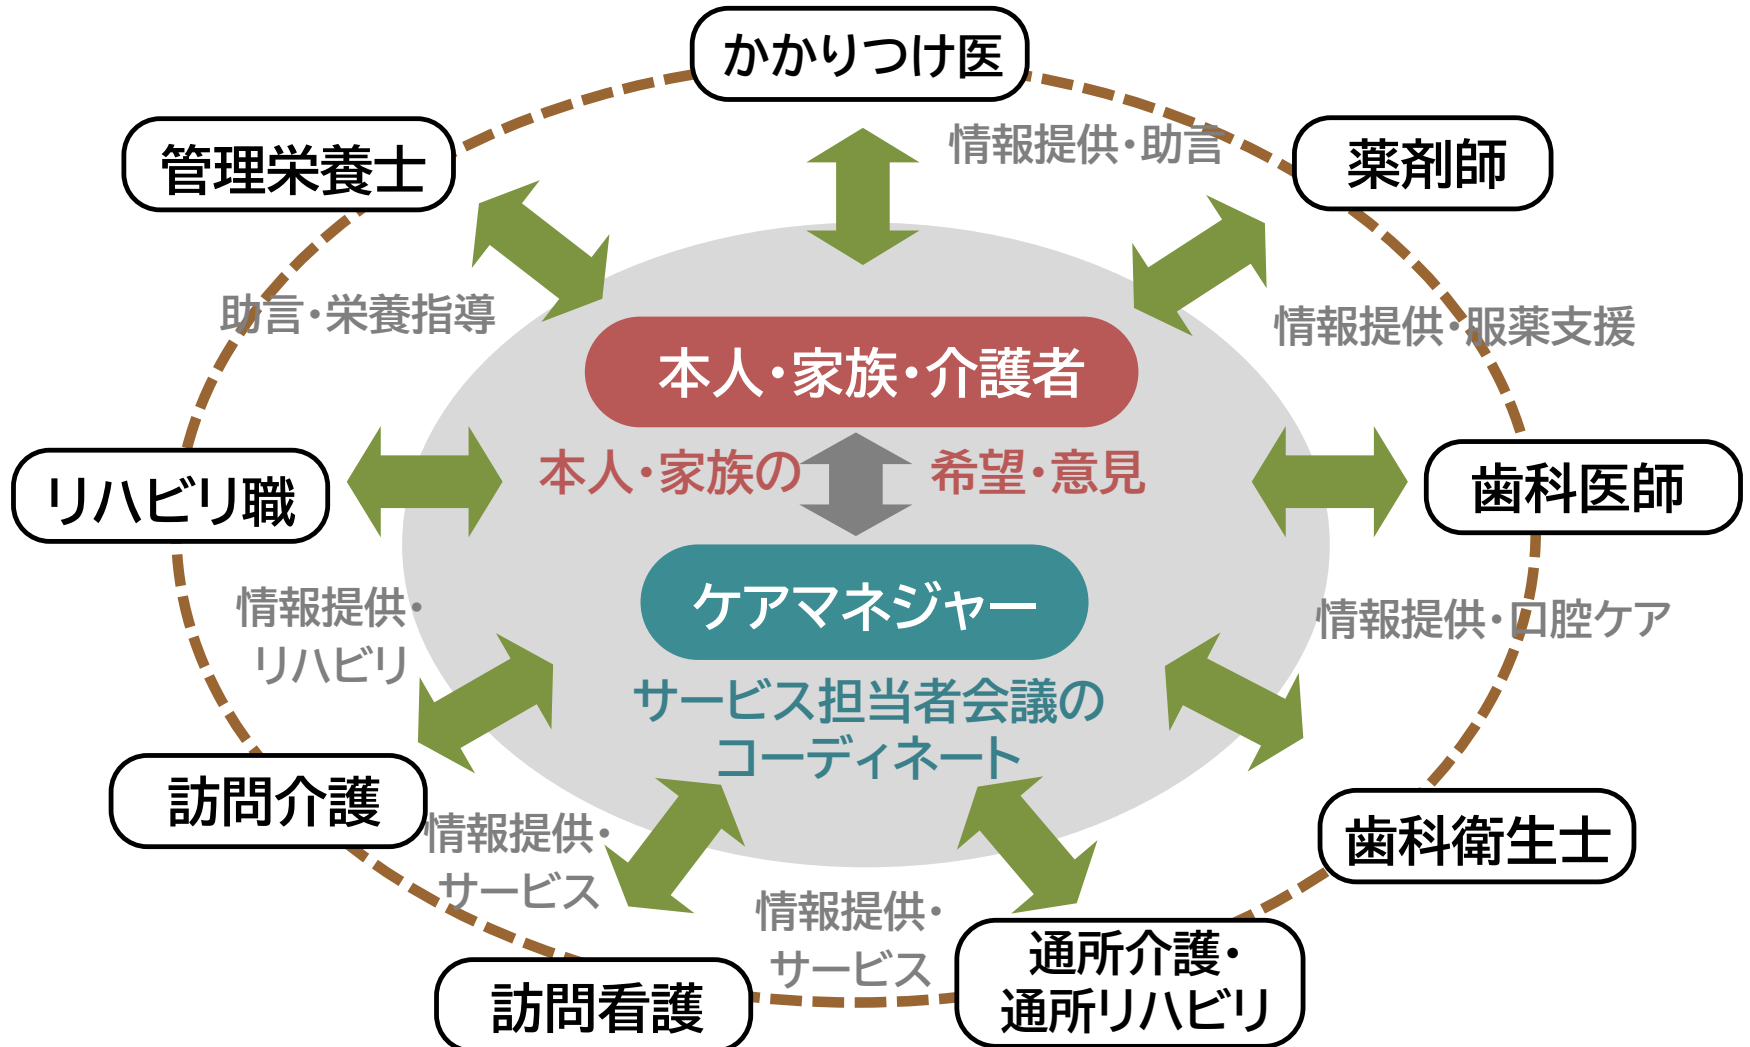 かかりつけ医
情報提供・助言
管理栄養士
薬剤師
助言・栄養指導
情報提供・服薬支援
本人・家族・介護者
本人・家族の 希望・意見
リハビリ職
歯科医師
ケアマネジャー
情報提供・
リハビリ
情報提供・口腔ケア
サービス担当者会議の
コーディネート
訪問介護
情報提供・
サービス
歯科衛生士
情報提供・
サービス
通所介護・
通所リハビリ
訪問看護